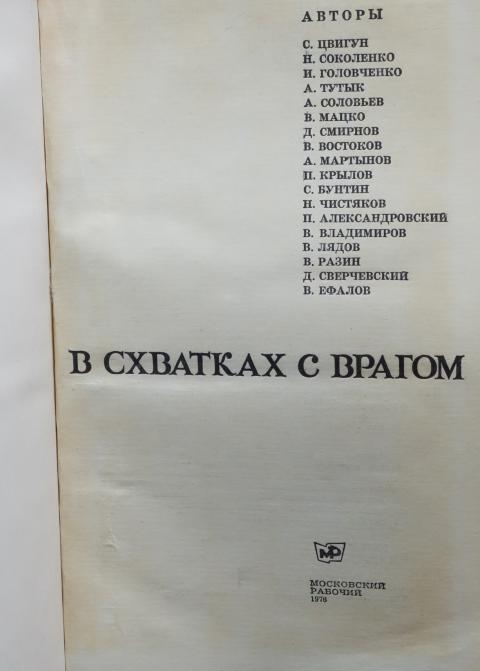 АВТОРЫ
С. ЦВИГУН
Н. СОКОЛЕНКО
И. ГОЛОВЧЕНКО
А. ТУТЫК
А. СОЛОВЬЕВ
В. МАЦКО
Д. СМИРНОВ
В. ВОСТОКОВ
А. МАРТЫНОВ
П. КРЫЛОВ
С. БУНТИН
Н. ЧИСТЯКОВ
П. АЛЕКСАНДРОВСКИЙ
В. ВЛАДИМИРОВ
В. ЛЯДОВ
В. РАЗИН
Д. СВЕРЧЕВСКИЙ
В. ЕФАЛОВ
В СХВАТКАХ С ВРАГОМ
МР
МОСКОВСКИЙ
РАБОЧИЙ
1976